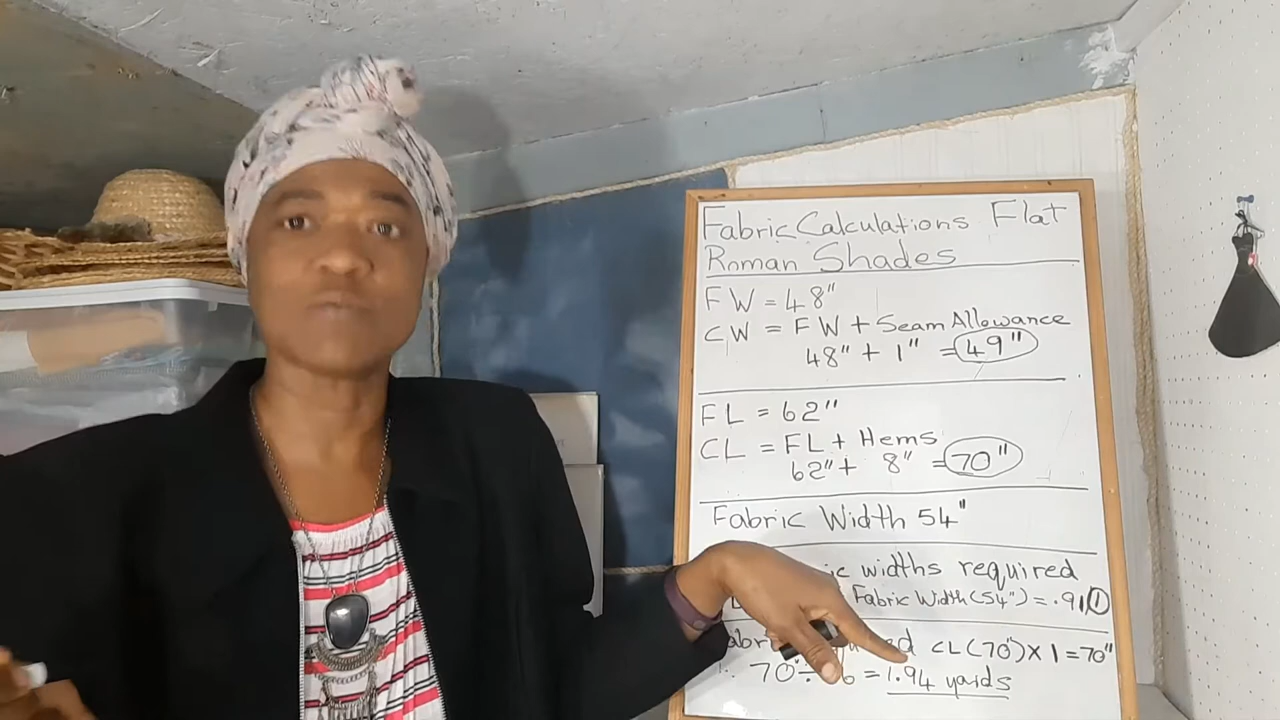 Fabric Calculations Flat
Roman Shades
FW = 48"
CW = FW + Seam Allowance
48" + 1" = 49"
FL = 62"
CL = FL + Hems
62" + 8" = 70"
Fabric Width 54"
widths required
Fabric Width (54") = .91 1
CL (70") X 1 = 70"
70 = 1.94 yards